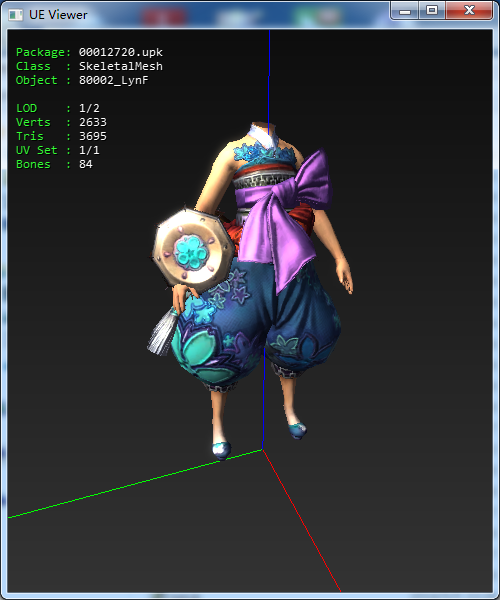 UE Viewer
Package: 00012720.upk
Class : SkeletalMesh
Object : 80002_LynF
LOD : 1/2
Verts : 2633
Tris : 3695
UV Set : 1/1
Bones : 84